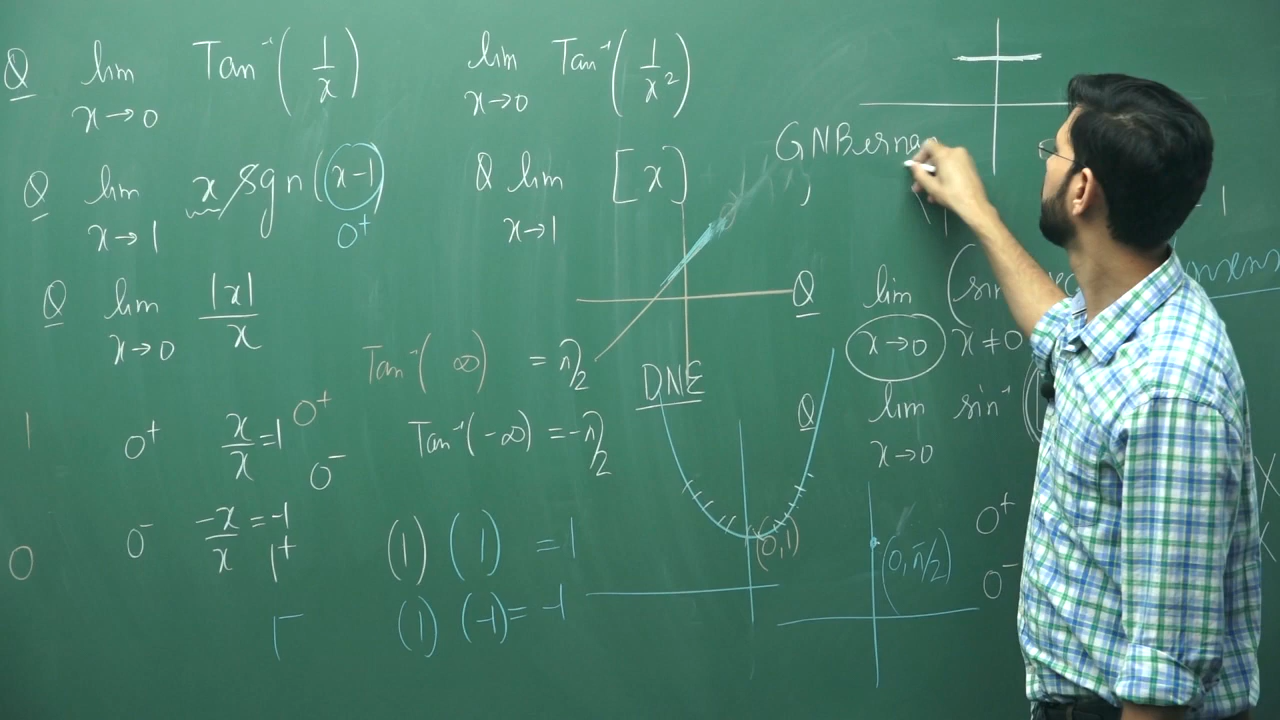 Q lim x→0 Tan⁻¹(1/x)
lim x→0 Tan⁻¹(1/x²)
GNBerna
Q lim x→1 x sgn(x-1)
0⁺
Q lim x→1 [x]
-1
Q lim x→0 |x|/x
Tan⁻¹(∞) = π/2
DNE
Q lim x→0 (sin
x≠0
1
0⁺ x/x = 1
0⁺
0⁻
Tan⁻¹(-∞) = -π/2
Q lim x→0 sin⁻¹(
0
0⁻ -x/x = -1
1⁺ (1) (1) = 1
1⁻ (1) (-1) = -1
(0,1)
(0,π/2)
0⁺
0⁻